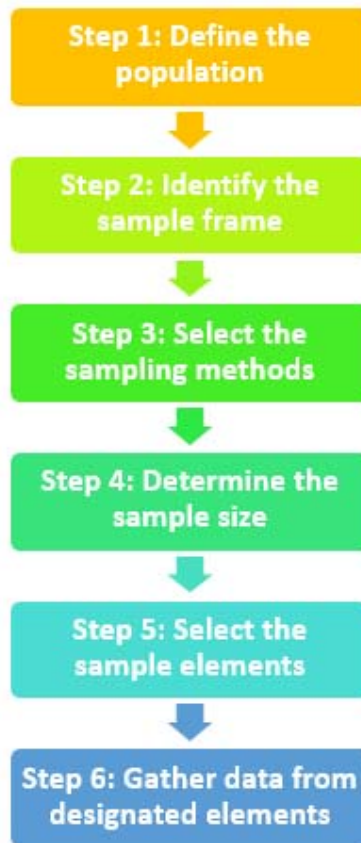 Step 1: Define the
population
Step 2: Identify the
sample frame
Step 3: Select the
sampling methods
Step 4: Determine the
sample size
Step 5: Select the
sample elements
Step 6: Gather data from
designated elements